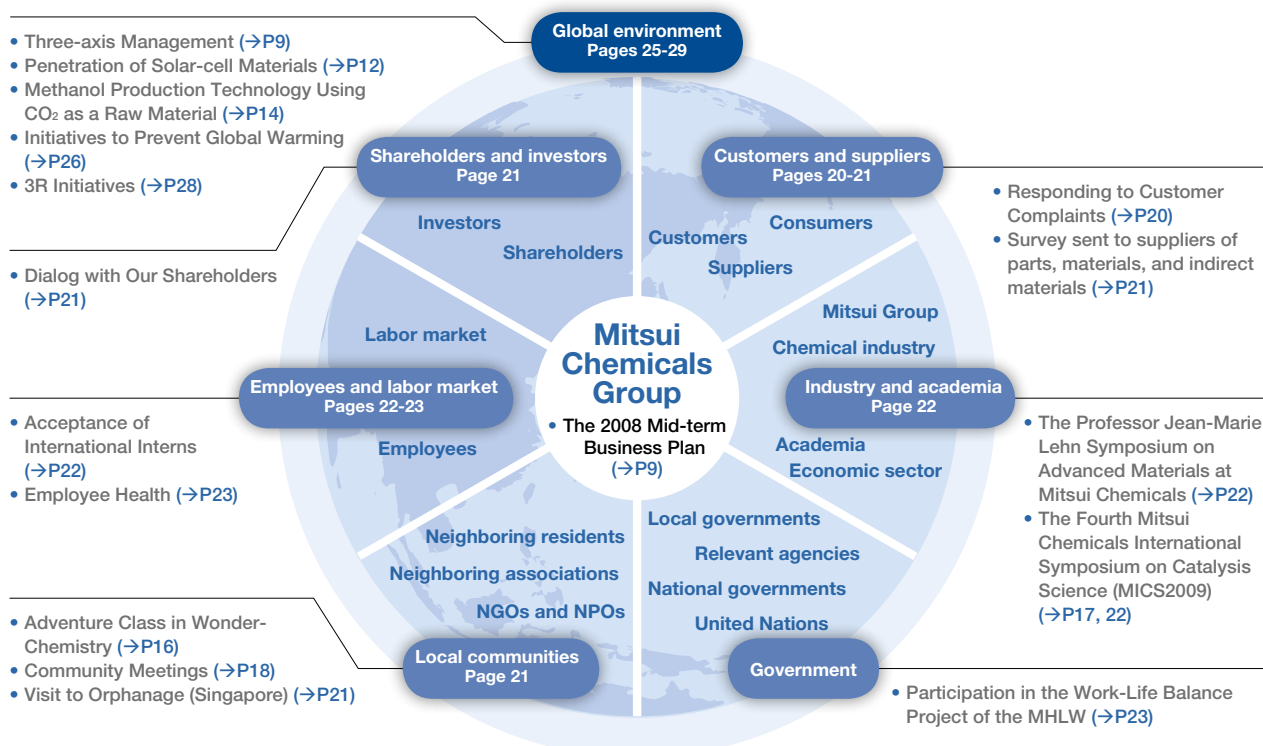 Global environment
Pages 25-29
• Three-axis Management (→P9)
• Penetration of Solar-cell Materials (→P12)
• Methanol Production Technology Using
CO₂ as a Raw Material (→P14)
• Initiatives to Prevent Global Warming
(→P26)
• 3R Initiatives (→P28)
Shareholders and investors
Page 21
Investors
Shareholders
• Dialog with Our Shareholders
(→P21)
Customers and suppliers
Pages 20-21
Consumers
Customers
Suppliers
• Responding to Customer
Complaints (→P20)
• Survey sent to suppliers of
parts, materials, and indirect
materials (→P21)
Mitsui
Chemicals
Group
• The 2008 Mid-term
Business Plan
(→P9)
Labor market
Employees and labor market
Pages 22-23
Employees
• Acceptance of
International Interns
(→P22)
• Employee Health (→P23)
Mitsui Group
Chemical industry
Industry and academia
Page 22
Academia
Economic sector
• The Professor Jean-Marie
Lehn Symposium on
Advanced Materials at
Mitsui Chemicals (→P22)
• The Fourth Mitsui
Chemicals International
Symposium on Catalysis
Science (MICS2009)
(→P17, 22)
Neighboring residents
Neighboring associations
NGOs and NPOs
Local communities
Page 21
• Adventure Class in Wonder-
Chemistry (→P16)
• Community Meetings (→P18)
• Visit to Orphanage (Singapore) (→P21)
Local governments
Relevant agencies
National governments
United Nations
Government
• Participation in the Work-Life Balance
Project of the MHLW (→P23)